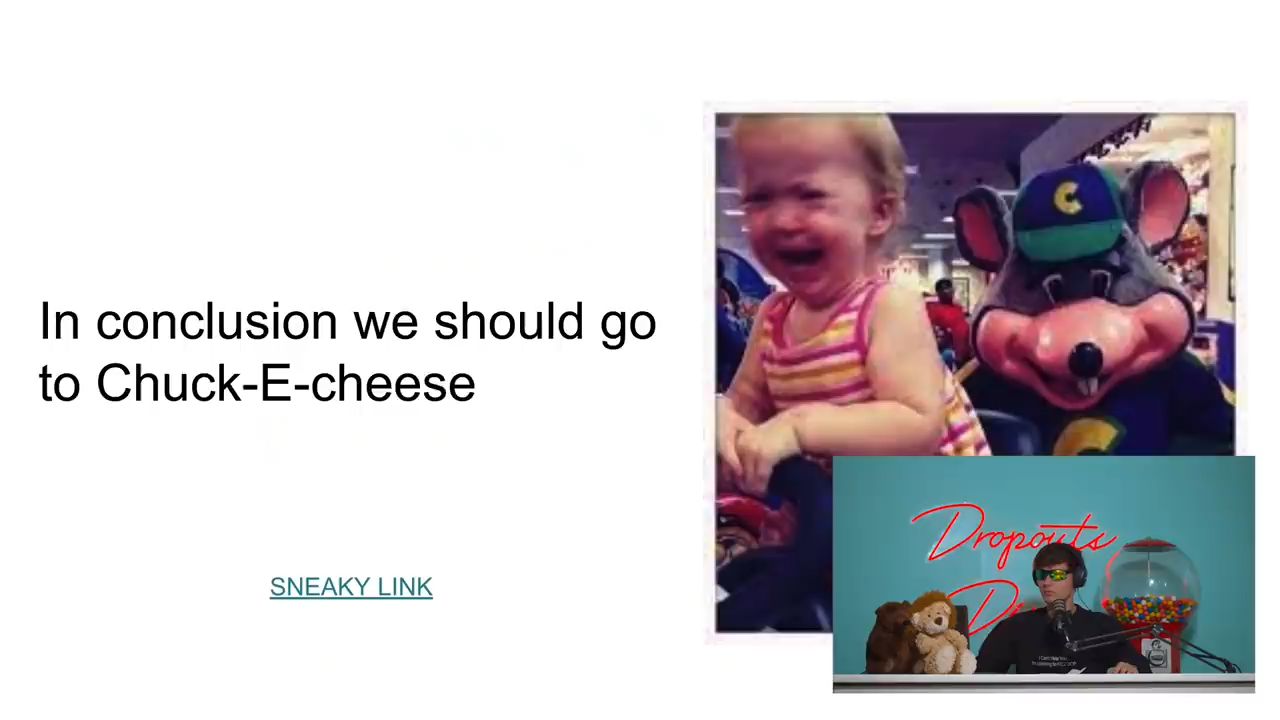 In conclusion we should go
to Chuck-E-cheese
SNEAKY LINK
C
C
Dropouts